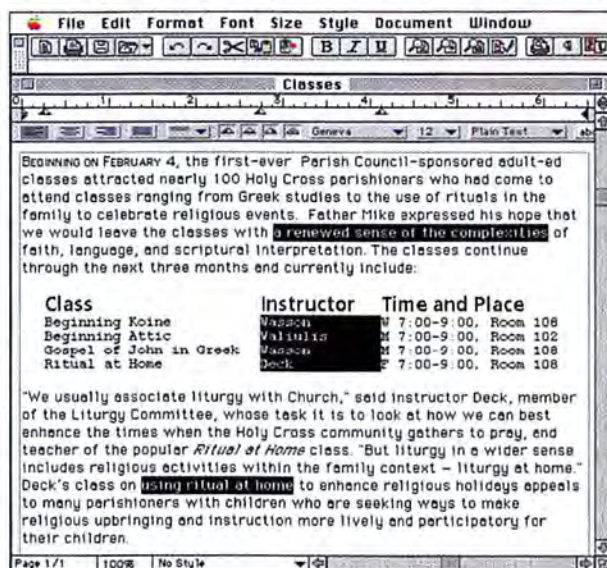 File Edit Format Font Size Style Document Window
B I U
Classes
0 1 2 3 4 5 6
Geneva 12 Plain Text
BEGINNING ON FEBRUARY 4, the first-ever Parish Council-sponsored adult-ed
classes attracted nearly 100 Holy Cross parishioners who had come to
attend classes ranging from Greek studies to the use of rituals in the
family to celebrate religious events. Father Mike expressed his hope that
we would leave the classes with a renewed sense of the complexities of
faith, language, and scriptural interpretation. The classes continue
through the next three months and currently include:
Class Instructor Time and Place
Beginning Koine Wasson W 7:00-9:00, Room 108
Beginning Attic Valiulis M 7:00-9:00, Room 102
Gospel of John in Greek Wasson M 7:00-9:00, Room 108
Ritual at Home Deck F 7:00-9:00, Room 108
"We usually associate liturgy with Church," said instructor Deck, member
of the Liturgy Committee, whose task it is to look at how we can best
enhance the times when the Holy Cross community gathers to pray, and
teacher of the popular Ritual at Home class. "But liturgy in a wider sense
includes religious activities within the family context – liturgy at home."
Deck's class on using ritual at home to enhance religious holidays appeals
to many parishioners with children who are seeking ways to make
religious upbringing and instruction more lively and participatory for
their children.
Page 1/1 100% No Style